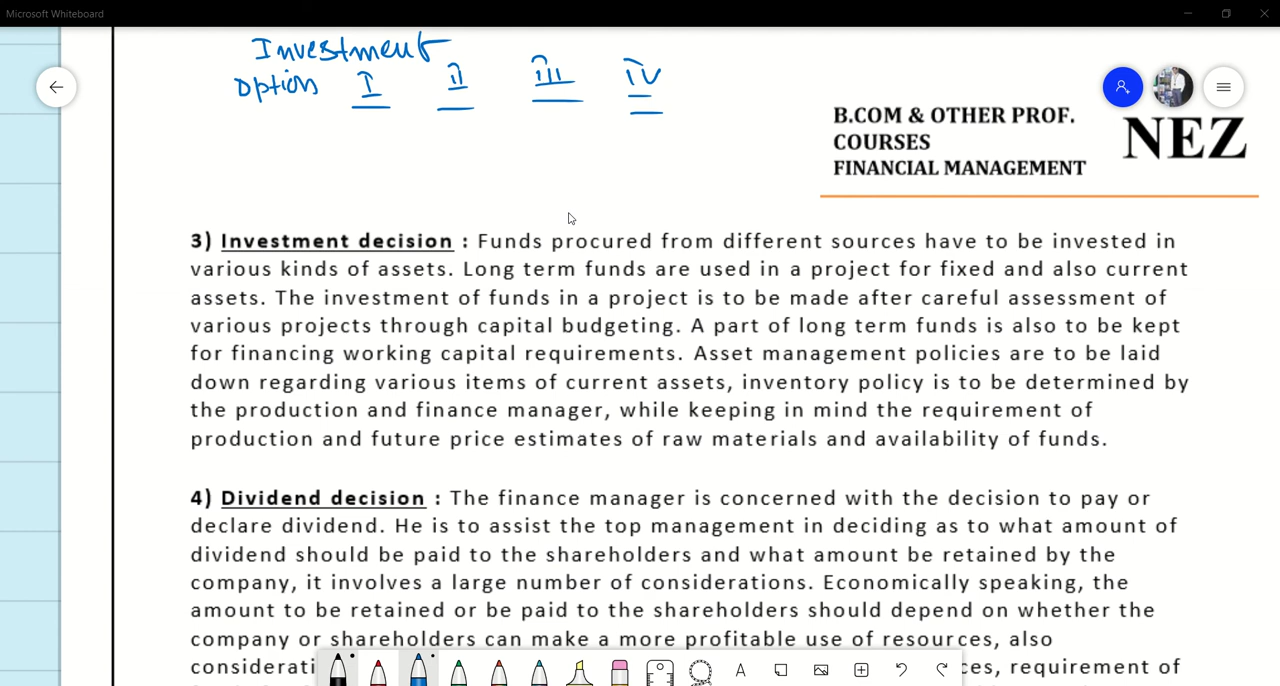 Microsoft Whiteboard
Investment
option I II III IV
B.COM & OTHER PROF.
COURSES
FINANCIAL MANAGEMENT
NEZ
3) Investment decision : Funds procured from different sources have to be invested in
various kinds of assets. Long term funds are used in a project for fixed and also current
assets. The investment of funds in a project is to be made after careful assessment of
various projects through capital budgeting. A part of long term funds is also to be kept
for financing working capital requirements. Asset management policies are to be laid
down regarding various items of current assets, inventory policy is to be determined by
the production and finance manager, while keeping in mind the requirement of
production and future price estimates of raw materials and availability of funds.
4) Dividend decision : The finance manager is concerned with the decision to pay or
declare dividend. He is to assist the top management in deciding as to what amount of
dividend should be paid to the shareholders and what amount be retained by the
company, it involves a large number of considerations. Economically speaking, the
amount to be retained or be paid to the shareholders should depend on whether the
company or shareholders can make a more profitable use of resources, also
considerati ces, requirement of
A